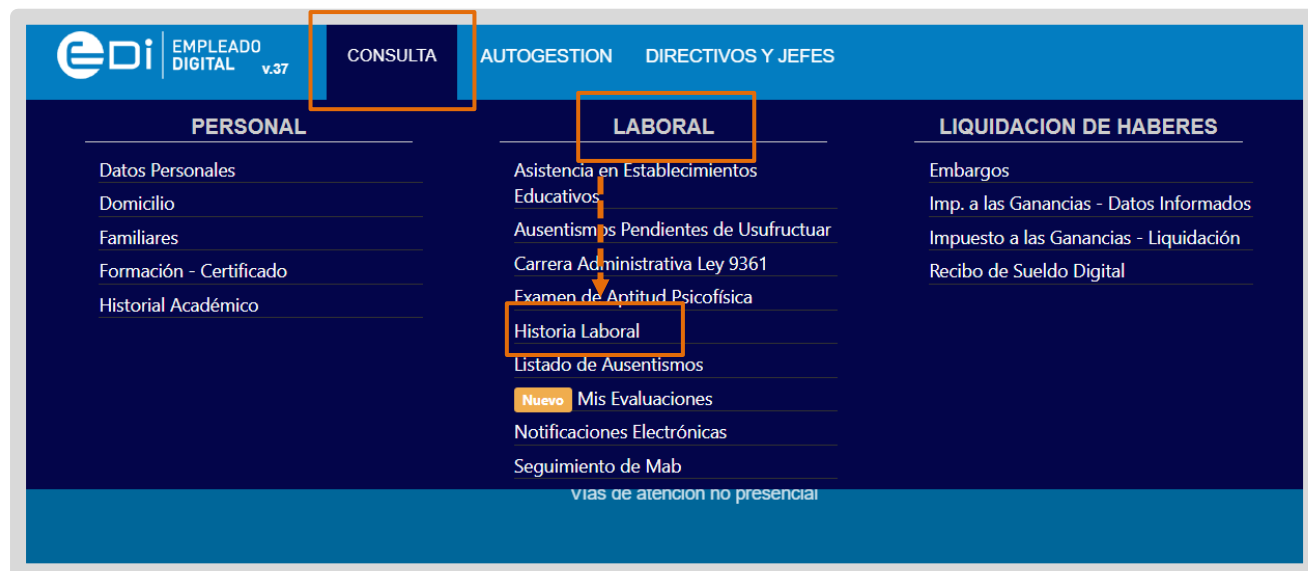 eDi EMPLEADO
DIGITAL v.37
CONSULTA
AUTOGESTION
DIRECTIVOS Y JEFES
PERSONAL
Datos Personales
Domicilio
Familiares
Formación - Certificado
Historial Académico
LABORAL
Asistencia en Establecimientos
Educativos
Ausentismos Pendientes de Usufructuar
Carrera Administrativa Ley 9361
Examen de Aptitud Psicofísica
Historia Laboral
Listado de Ausentismos
Nuevo Mis Evaluaciones
Notificaciones Electrónicas
Seguimiento de Mab
LIQUIDACION DE HABERES
Embargos
Imp. a las Ganancias - Datos Informados
Impuesto a las Ganancias - Liquidación
Recibo de Sueldo Digital
Vías de atención no presencial